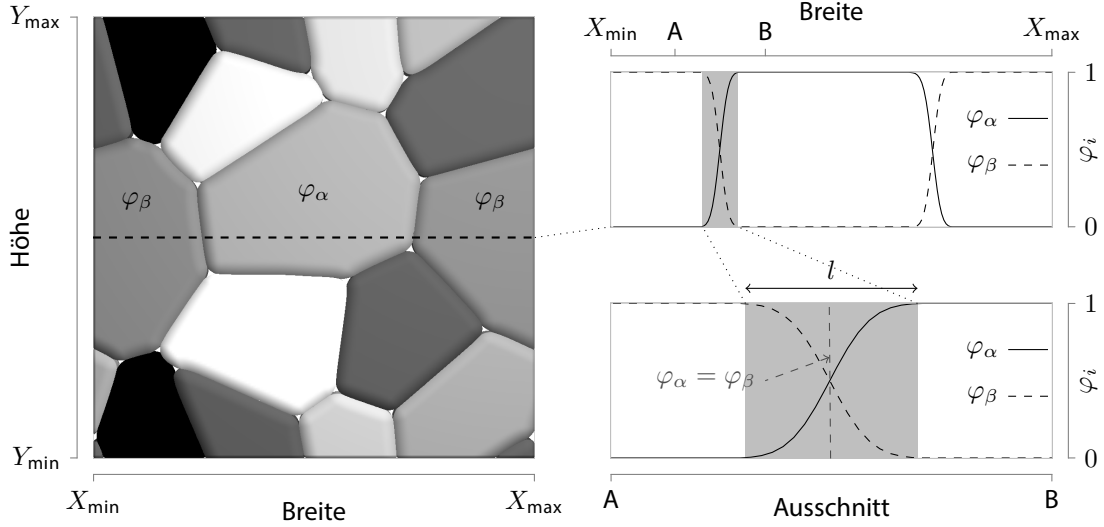 Y_max
Höhe
φ_β
φ_α
φ_β
Y_min
X_min
Breite
X_max
Breite
X_min
A
B
X_max
1
φ_α
φ_β
φ_i
0
l
1
φ_α
φ_α = φ_β
φ_β
φ_i
0
A
Ausschnitt
B